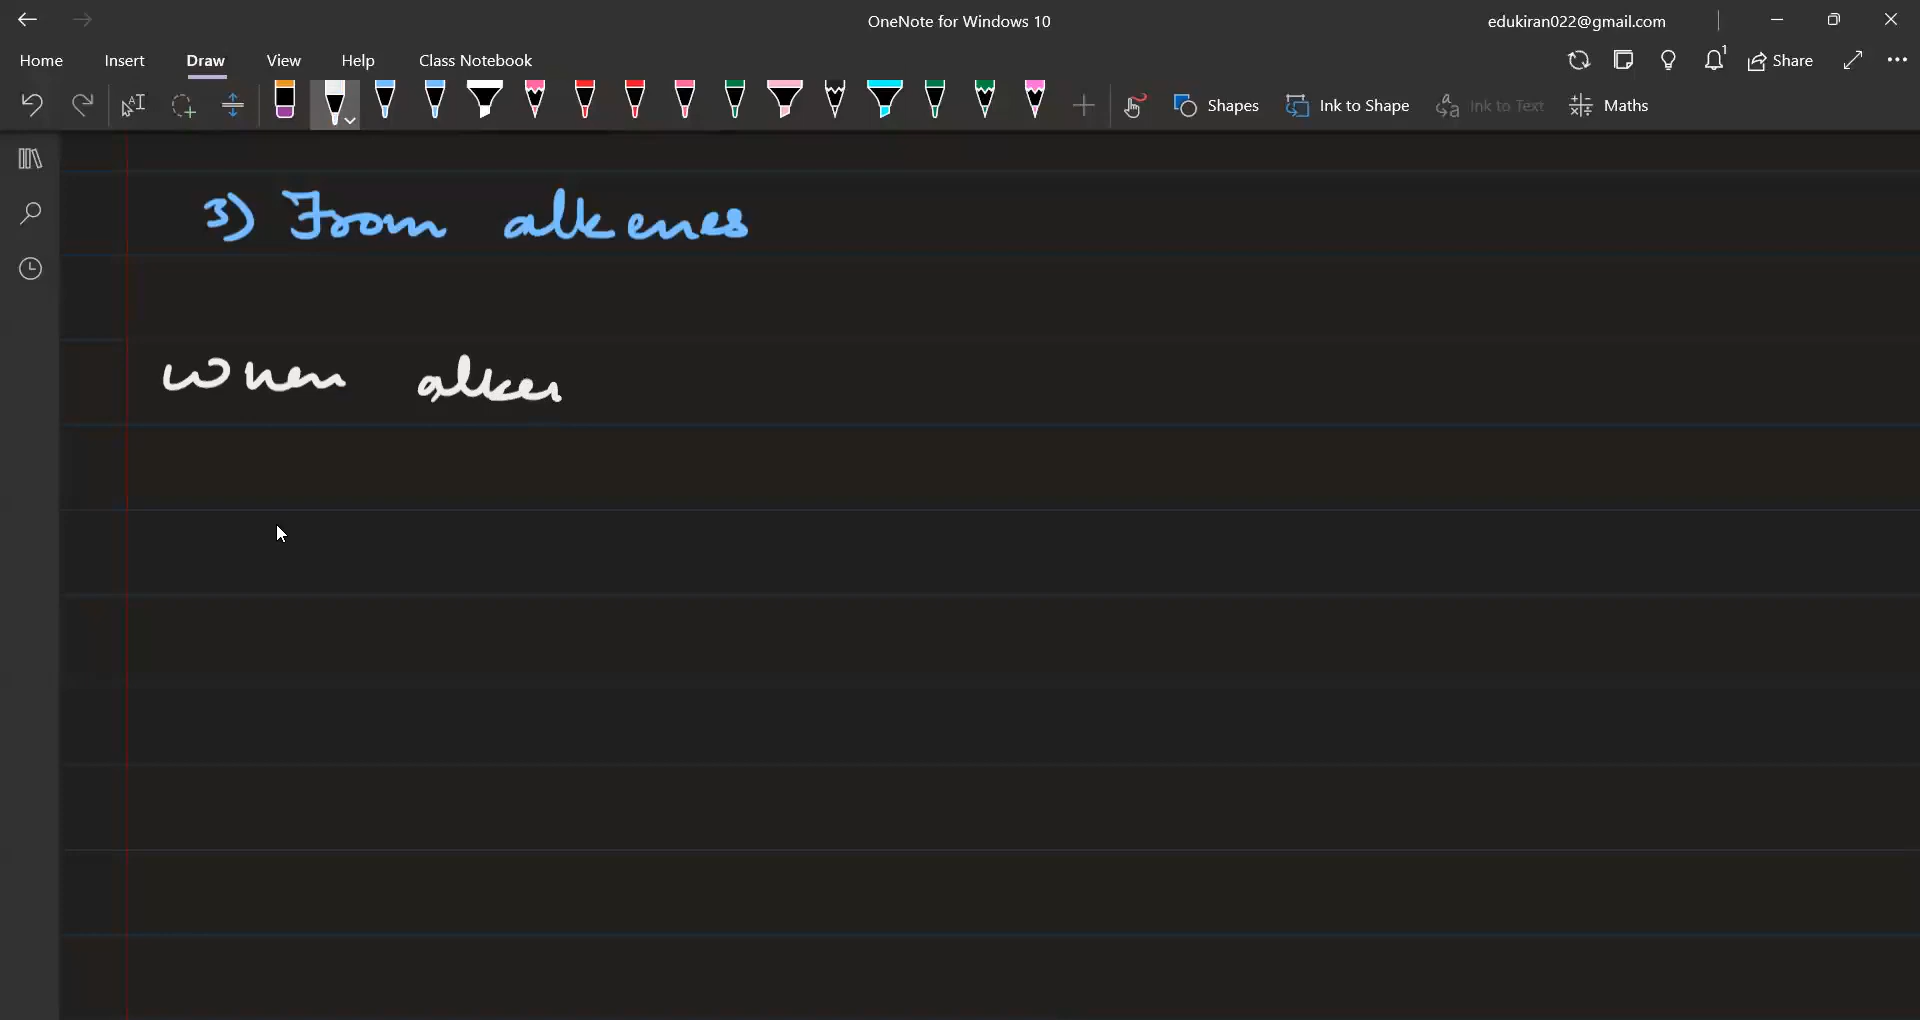 OneNote for Windows 10
edukiran022@gmail.com
Home Insert Draw View Help Class Notebook
1
Share
Shapes Ink to Shape Ink to Text Maths
3) From alkenes
when alken